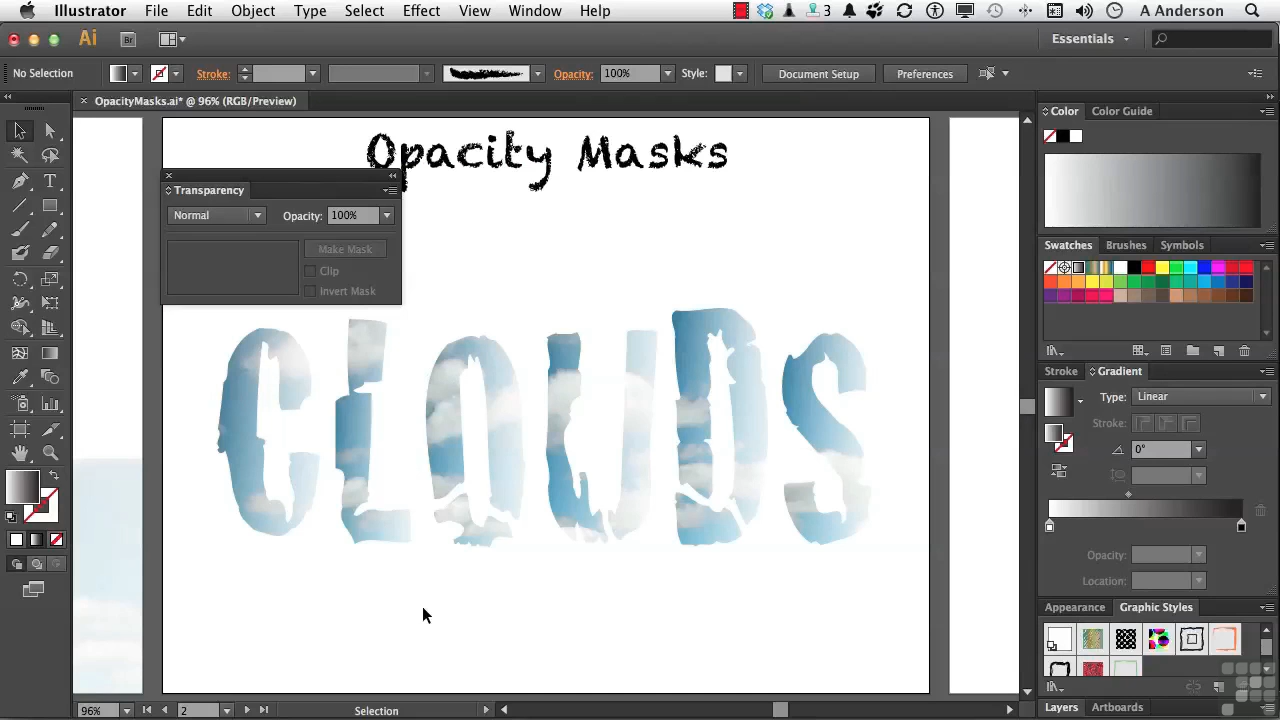 Illustrator File Edit Object Type Select Effect View Window Help 3 A Anderson
Ai Br Essentials
No Selection Stroke: Opacity: 100% Style: Document Setup Preferences
OpacityMasks.ai* @ 96% (RGB/Preview)
Color Color Guide
Opacity Masks
Transparency
Normal Opacity: 100%
Make Mask
Clip
Invert Mask
CLOUDS
Swatches Brushes Symbols
Stroke Gradient
Type: Linear
Stroke:
0°
Opacity:
Location:
Appearance Graphic Styles
Layers Artboards
96% 2 Selection